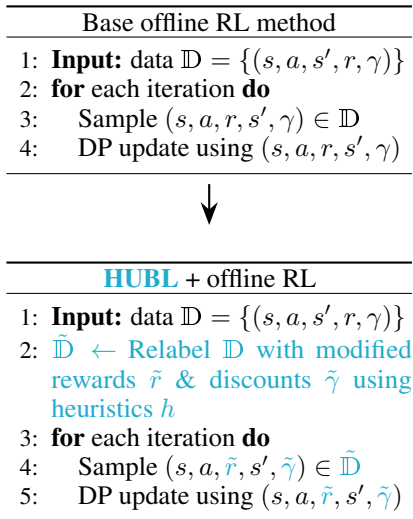 Base offline RL method
1: Input: data 𝔻 = {(s, a, s′, r, γ)}
2: for each iteration do
3: Sample (s, a, r, s′, γ) ∈ 𝔻
4: DP update using (s, a, r, s′, γ)
HUBL + offline RL
1: Input: data 𝔻 = {(s, a, s′, r, γ)}
2: 𝔻̃ ← Relabel 𝔻 with modified
rewards r̃ & discounts γ̃ using
heuristics h
3: for each iteration do
4: Sample (s, a, r̃, s′, γ̃) ∈ 𝔻̃
5: DP update using (s, a, r̃, s′, γ̃)